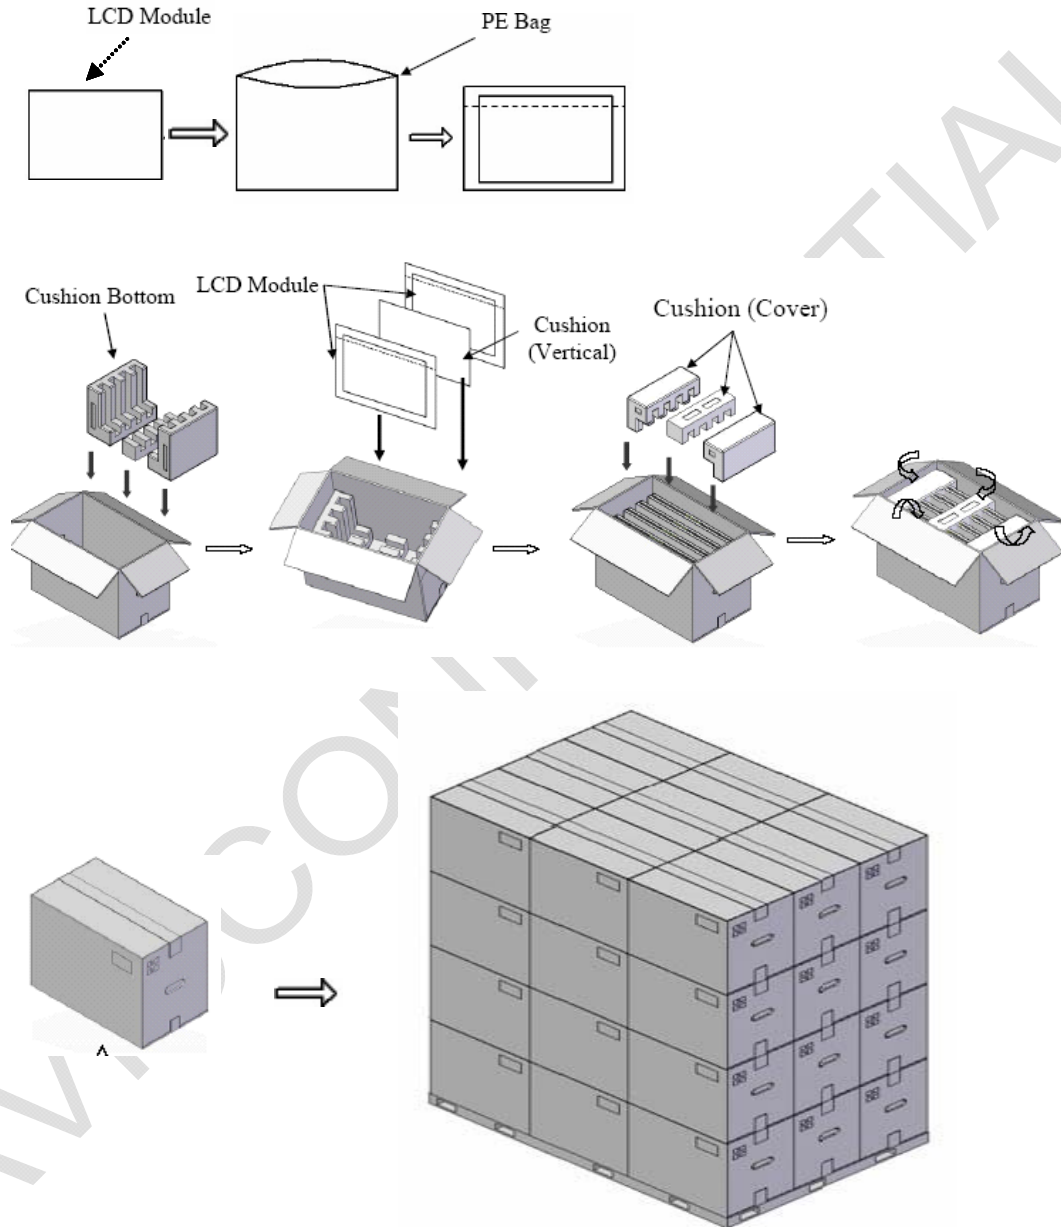 LCD Module
PE Bag
Cushion Bottom
LCD Module
Cushion
(Vertical)
Cushion (Cover)